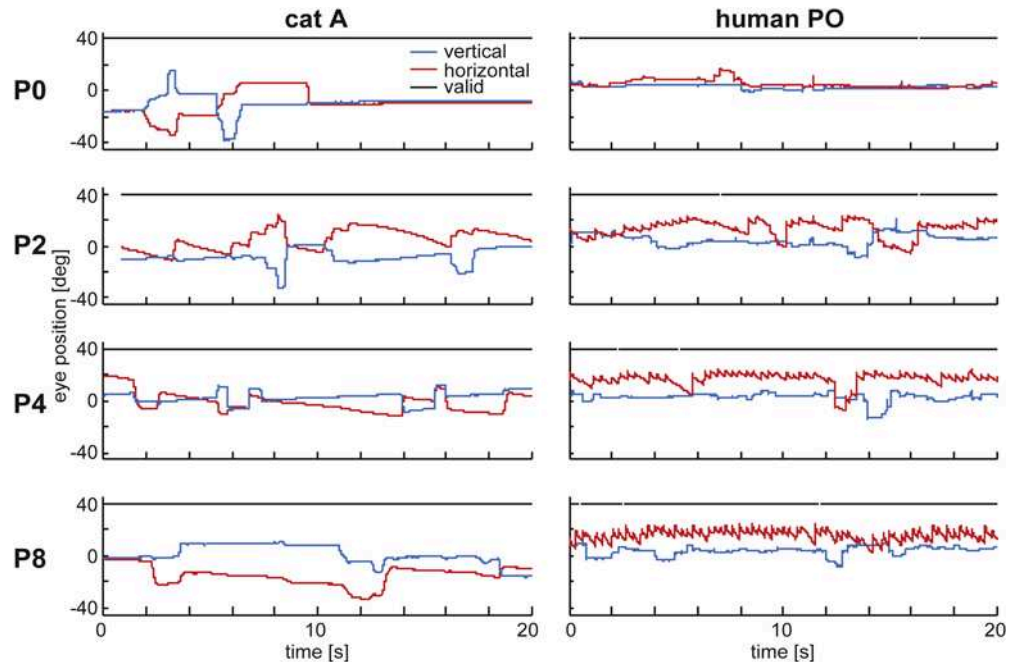 cat A
human PO
P0
40
0
-40
vertical
horizontal
valid
P2
40
0
-40
P4
40
0
-40
P8
40
0
-40
eye position [deg]
0
10
20
time [s]
0
10
20
time [s]